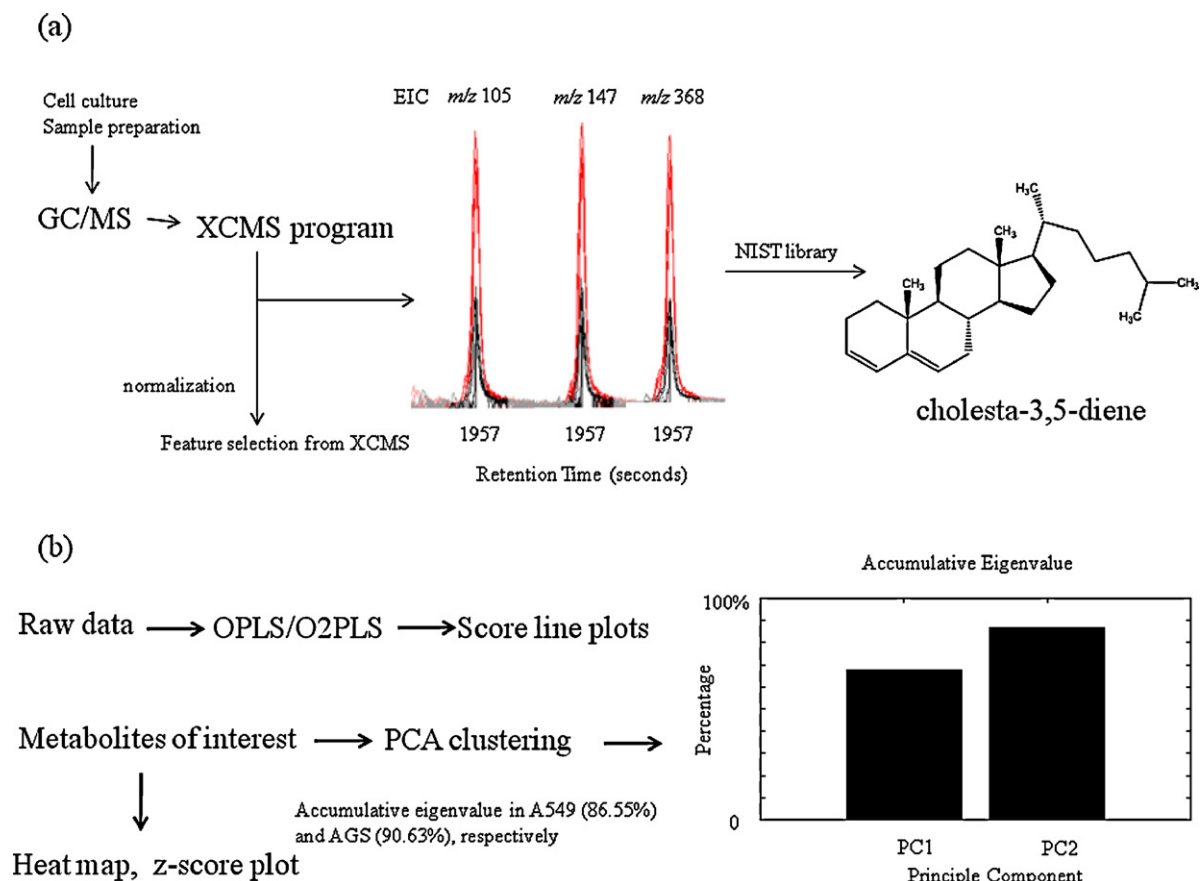 (a)
Cell culture
Sample preparation
GC/MS
XCMS program
normalization
Feature selection from XCMS
EIC m/z 105 m/z 147 m/z 368
1957 1957 1957
Retention Time (seconds)
NIST library
H₃C
CH₃
CH₃
CH₃
H₃C
cholesta-3,5-diene
(b)
Raw data
OPLS/O2PLS
Score line plots
Metabolites of interest
PCA clustering
Accumulative eigenvalue in A549 (86.55%)
and AGS (90.63%), respectively
Heat map, z-score plot
Accumulative Eigenvalue
100%
Percentage
0
PC1 PC2
Principle Component